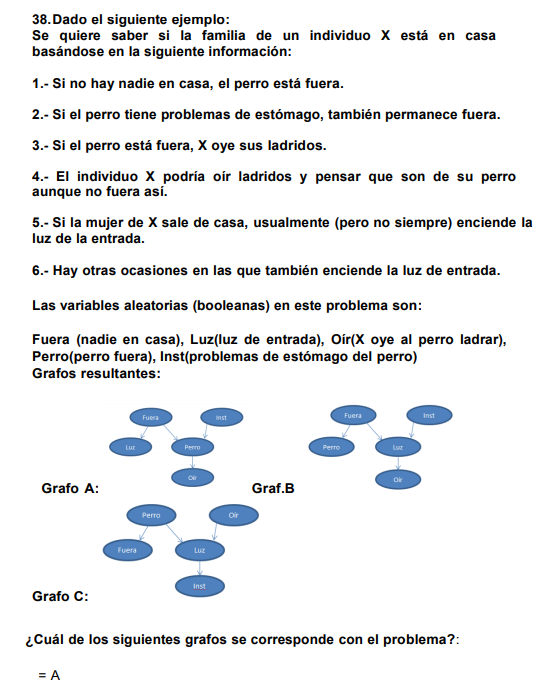 38. Dado el siguiente ejemplo:
Se quiere saber si la familia de un individuo X está en casa
basándose en la siguiente información:
1.- Si no hay nadie en casa, el perro está fuera.
2.- Si el perro tiene problemas de estómago, también permanece fuera.
3.- Si el perro está fuera, X oye sus ladridos.
4.- El individuo X podría oír ladridos y pensar que son de su perro
aunque no fuera así.
5.- Si la mujer de X sale de casa, usualmente (pero no siempre) enciende la
luz de la entrada.
6.- Hay otras ocasiones en las que también enciende la luz de entrada.
Las variables aleatorias (booleanas) en este problema son:
Fuera (nadie en casa), Luz(luz de entrada), Oír(X oye al perro ladrar),
Perro(perro fuera), Inst(problemas de estómago del perro)
Grafos resultantes:
Fuera Inst
Luz Perro
Oír
Grafo A:
Fuera Inst
Perro Luz
Oír
Graf.B
Perro Oír
Fuera Luz
Inst
Grafo C:
¿Cuál de los siguientes grafos se corresponde con el problema?:
= A